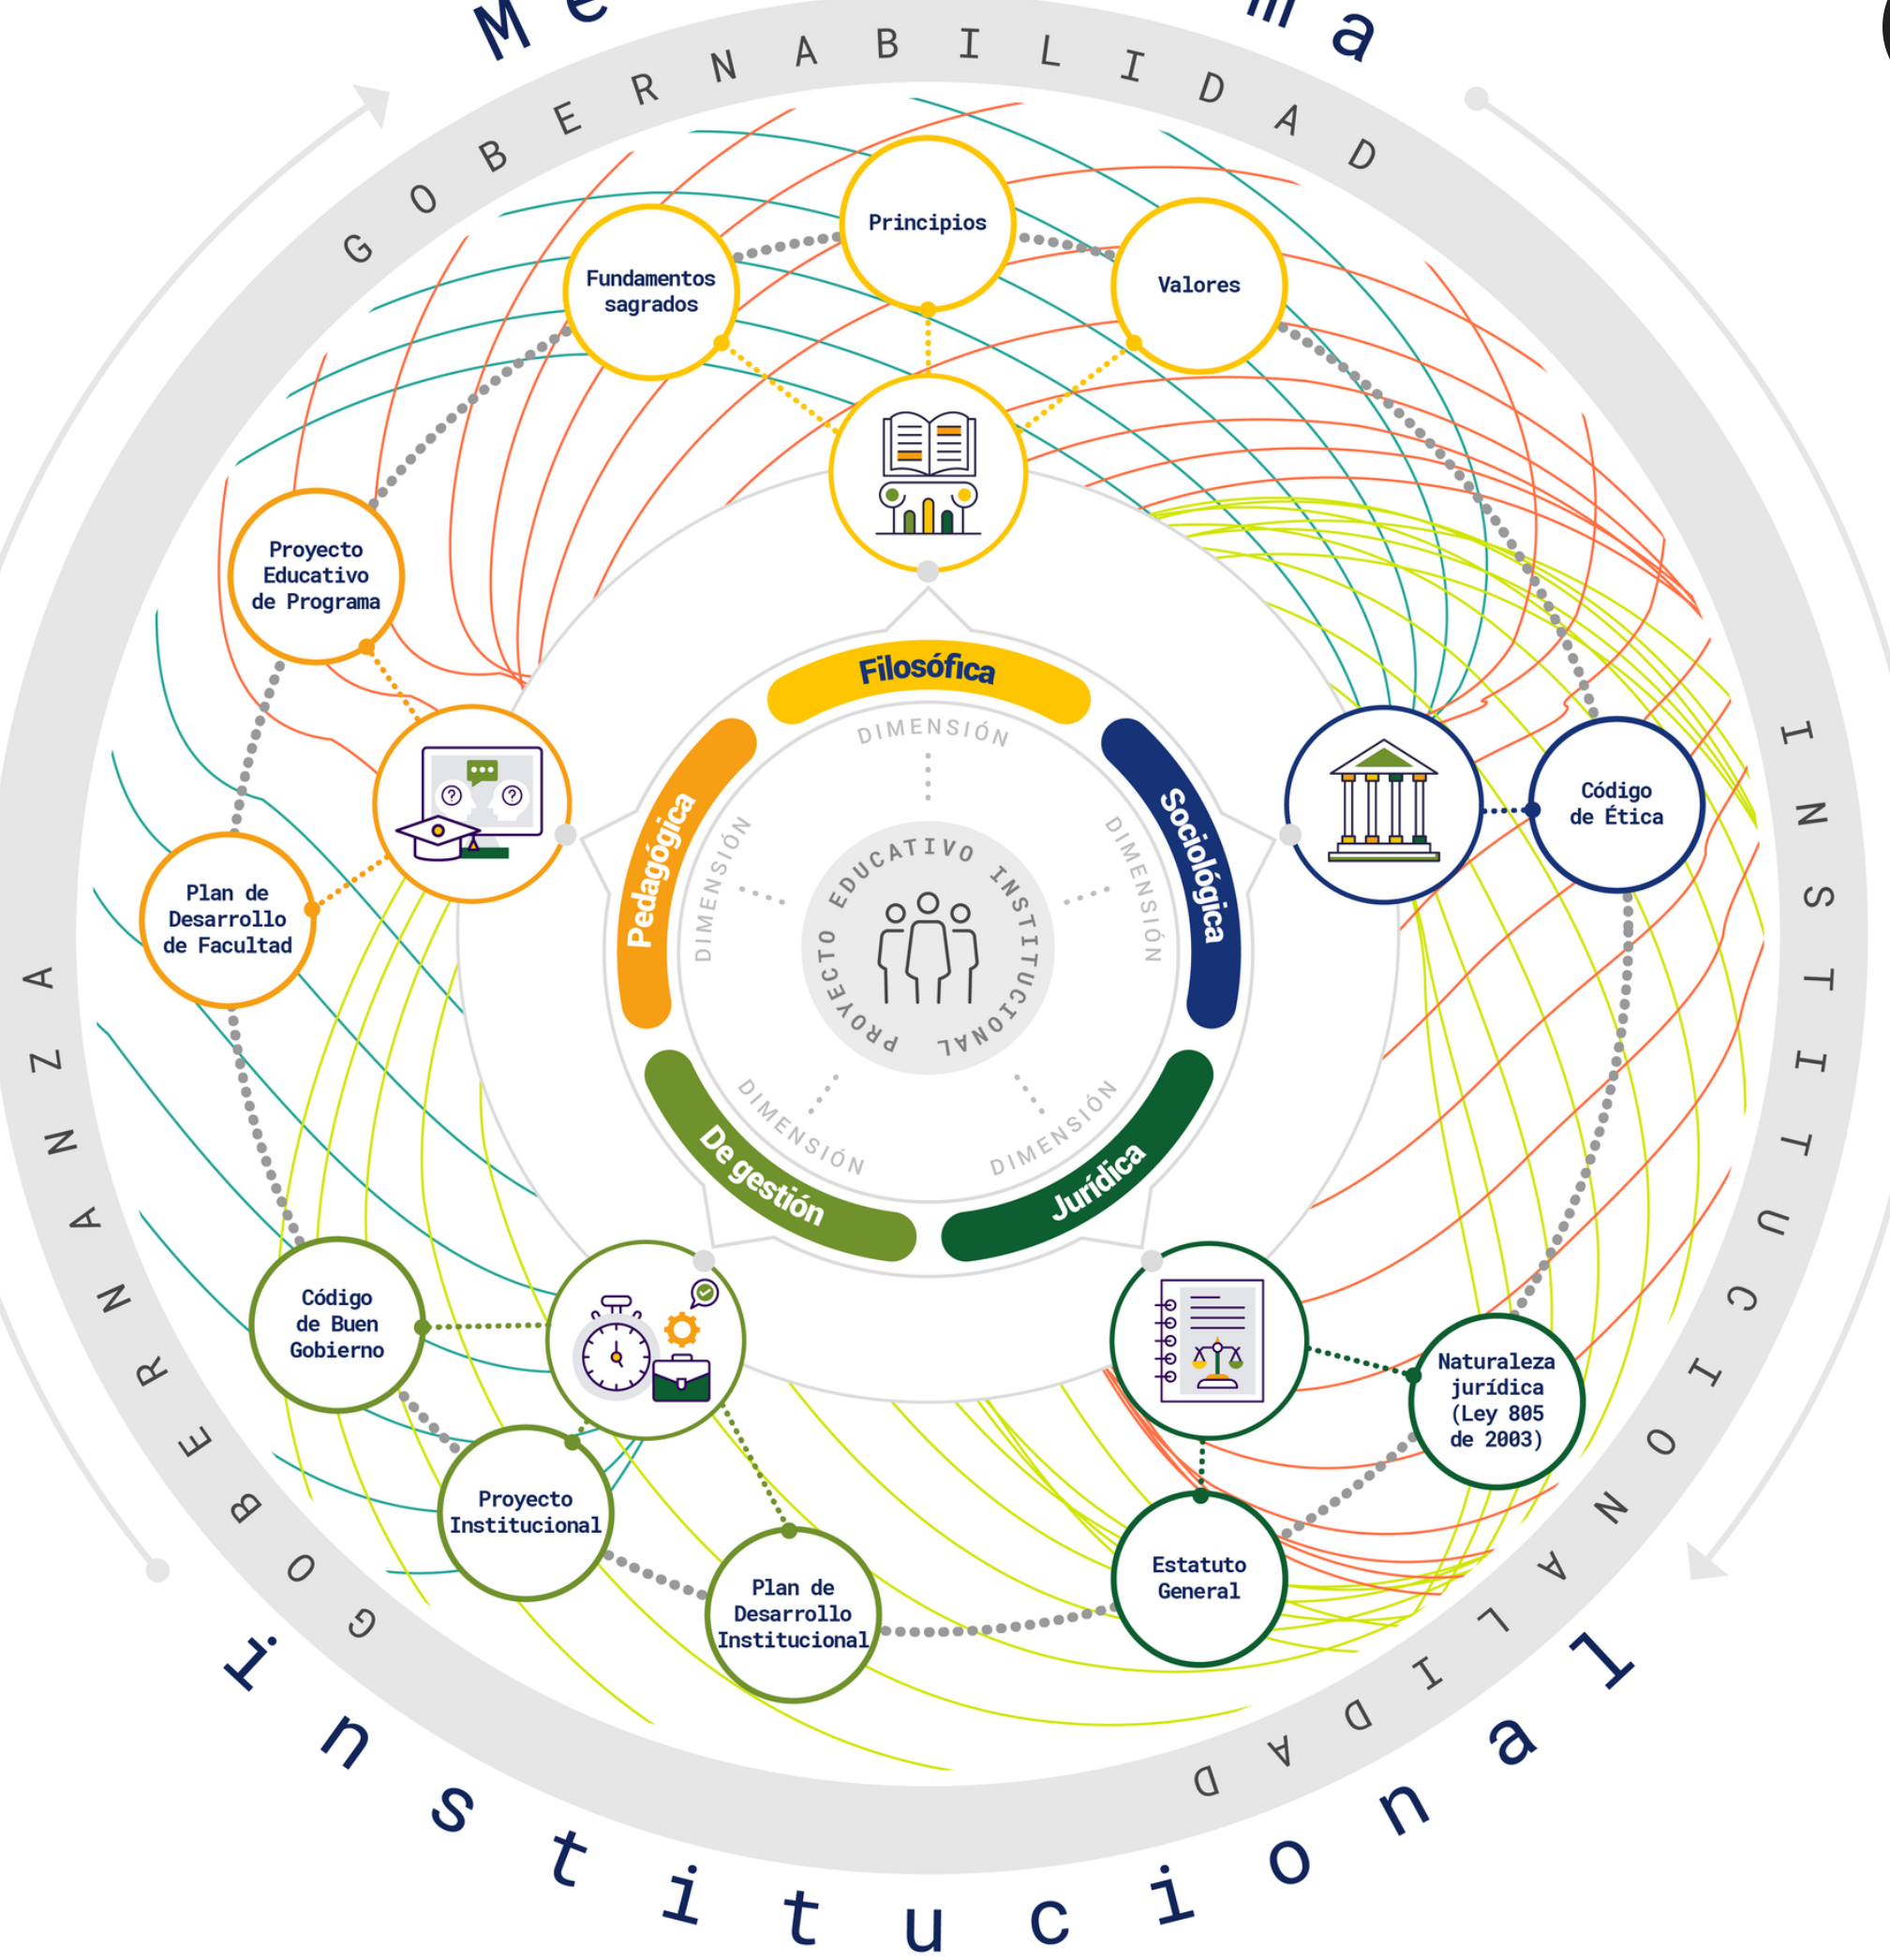 Me
ma
GOBERNABILIDAD
Principios
Fundamentos
sagrados
Valores
Proyecto
Educativo
de Programa
Filosófica
DIMENSIÓN
Pedagógica
DIMENSIÓN
Sociológica
DIMENSIÓN
Código
de Ética
PROYECTO EDUCATIVO INSTITUCIONAL
Plan de
Desarrollo
de Facultad
INSTITUCIONALIDAD
GOBERNANZA
DIMENSIÓN
De gestión
DIMENSIÓN
Jurídica
Código
de Buen
Gobierno
Naturaleza
jurídica
(Ley 805
de 2003)
Proyecto
Institucional
Plan de
Desarrollo
Institucional
Estatuto
General
institucional